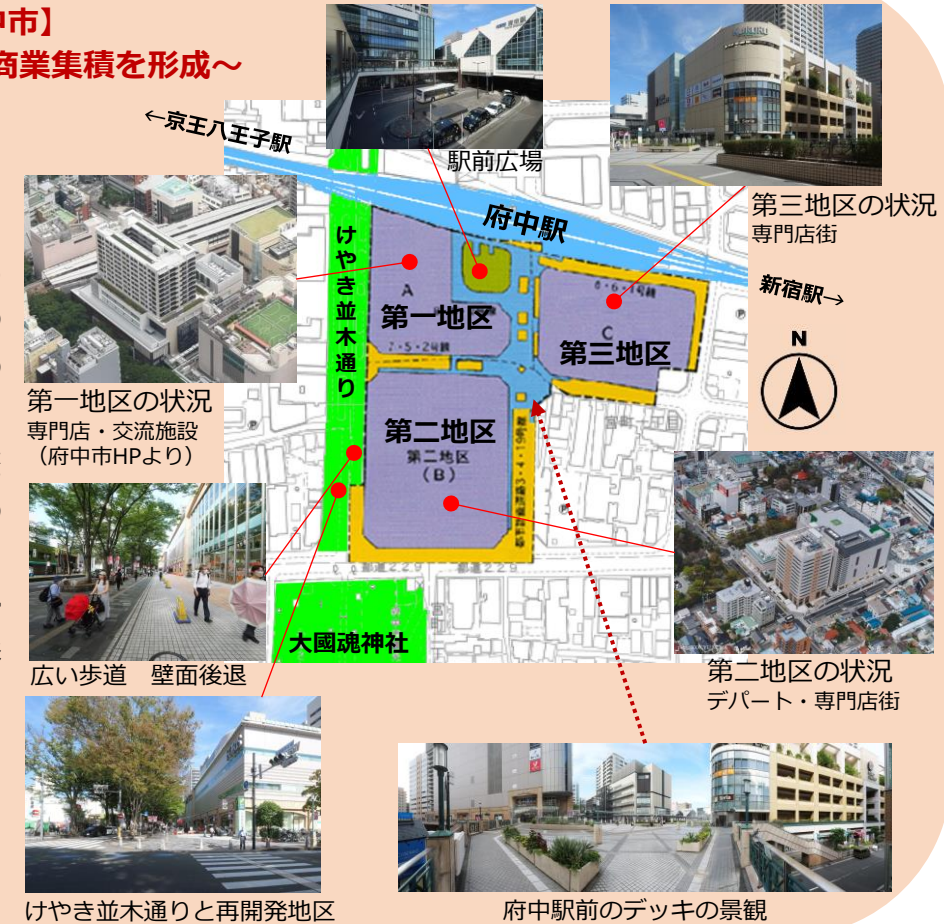 中市】
商業集積を形成～
←京王八王子駅
駅前広場
府中駅
第三地区の状況
専門店街
新宿駅→
けやき並木通り
A
第一地区
7・5・2号線
C
第三地区
N
第一地区の状況
専門店・交流施設
（府中市HPより）
第二地区
第二地区
（B）
広い歩道　壁面後退
大國魂神社
第二地区の状況
デパート・専門店街
けやき並木通りと再開発地区
府中駅前のデッキの景観